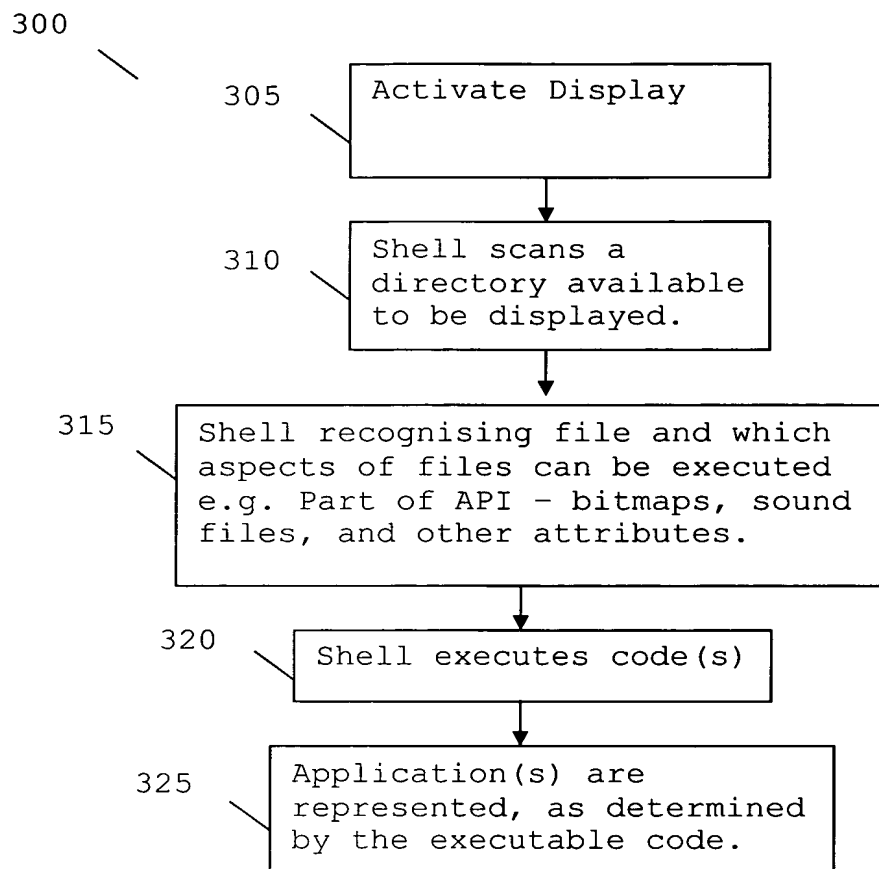 300
305
Activate Display
310
Shell scans a
directory available
to be displayed.
315
Shell recognising file and which
aspects of files can be executed
e.g. Part of API – bitmaps, sound
files, and other attributes.
320
Shell executes code(s)
325
Application(s) are
represented, as determined
by the executable code.